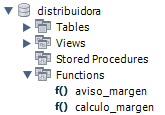 distribuidora
Tables
Views
Stored Procedures
Functions
f() aviso_margen
f() calculo_margen